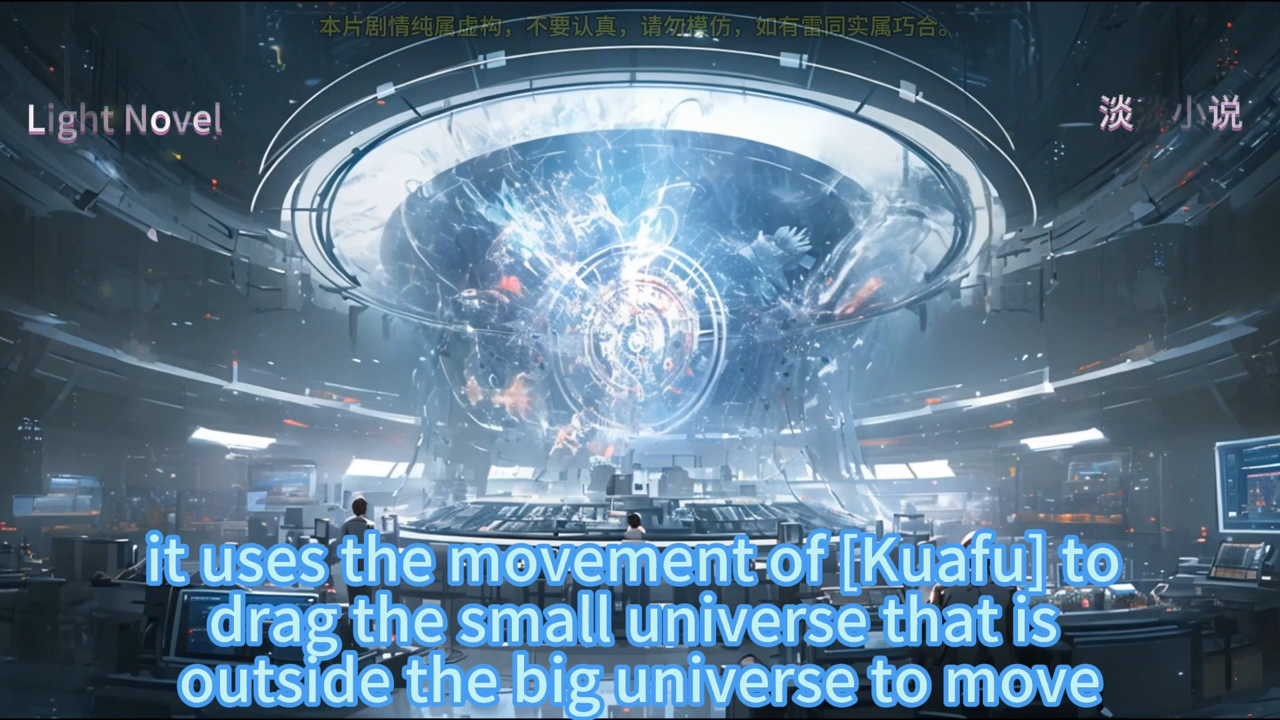 本片剧情纯属虚构，不要认真，请勿模仿，如有雷同实属巧合。
Light Novel
淡淡小说
it uses the movement of [Kuafu] to
drag the small universe that is
outside the big universe to move